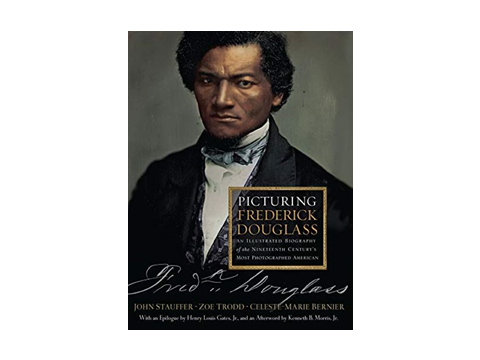 PICTURING
FREDERICK
DOUGLASS
AN ILLUSTRATED BIOGRAPHY
of the NINETEENTH CENTURY'S
MOST PHOTOGRAPHED AMERICAN
Fredk Douglass
JOHN STAUFFER · ZOE TRODD · CELESTE-MARIE BERNIER
With an Epilogue by Henry Louis Gates, Jr., and an Afterword by Kenneth B. Morris, Jr.